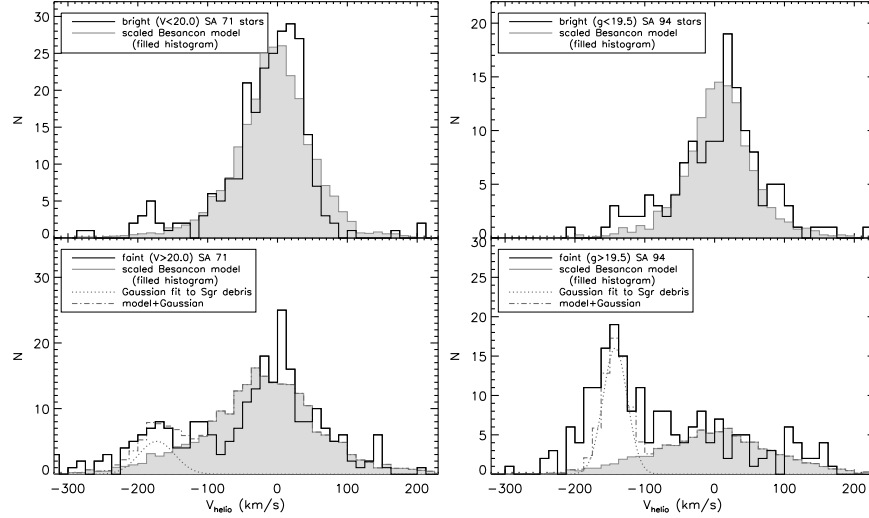 bright (V<20.0) SA 71 stars
scaled Besancon model
(filled histogram)
30
25
20
15
10
5
0
N
bright (g<19.5) SA 94 stars
scaled Besancon model
(filled histogram)
20
15
10
5
0
N
faint (V>20.0) SA 71
scaled Besancon model
(filled histogram)
Gaussian fit to Sgr debris
model+Gaussian
30
20
10
0
N
-300 -200 -100 0 100 200
V helio (km/s)
faint (g>19.5) SA 94
scaled Besancon model
(filled histogram)
Gaussian fit to Sgr debris
model+Gaussian
30
25
20
15
10
5
0
N
-300 -200 -100 0 100 200
V helio (km/s)